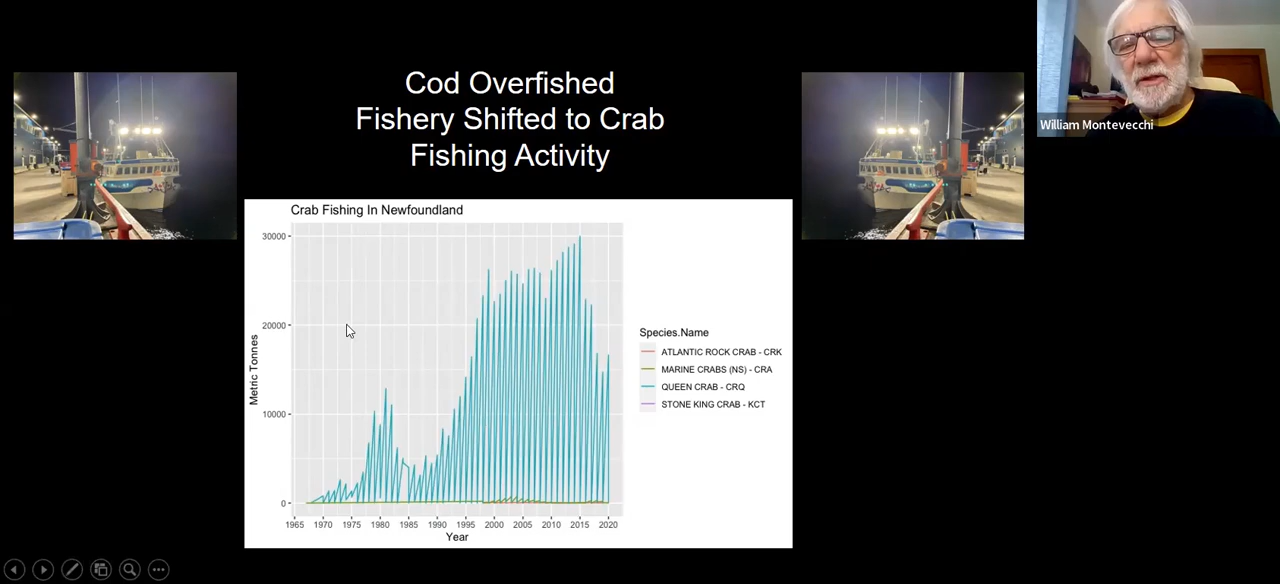 Cod Overfished
Fishery Shifted to Crab
Fishing Activity
William Montevecchi
Crab Fishing In Newfoundland
30000
20000
10000
0
Metric Tonnes
1965 1970 1975 1980 1985 1990 1995 2000 2005 2010 2015 2020
Year
Species.Name
ATLANTIC ROCK CRAB - CRK
MARINE CRABS (NS) - CRA
QUEEN CRAB - CRQ
STONE KING CRAB - KCT